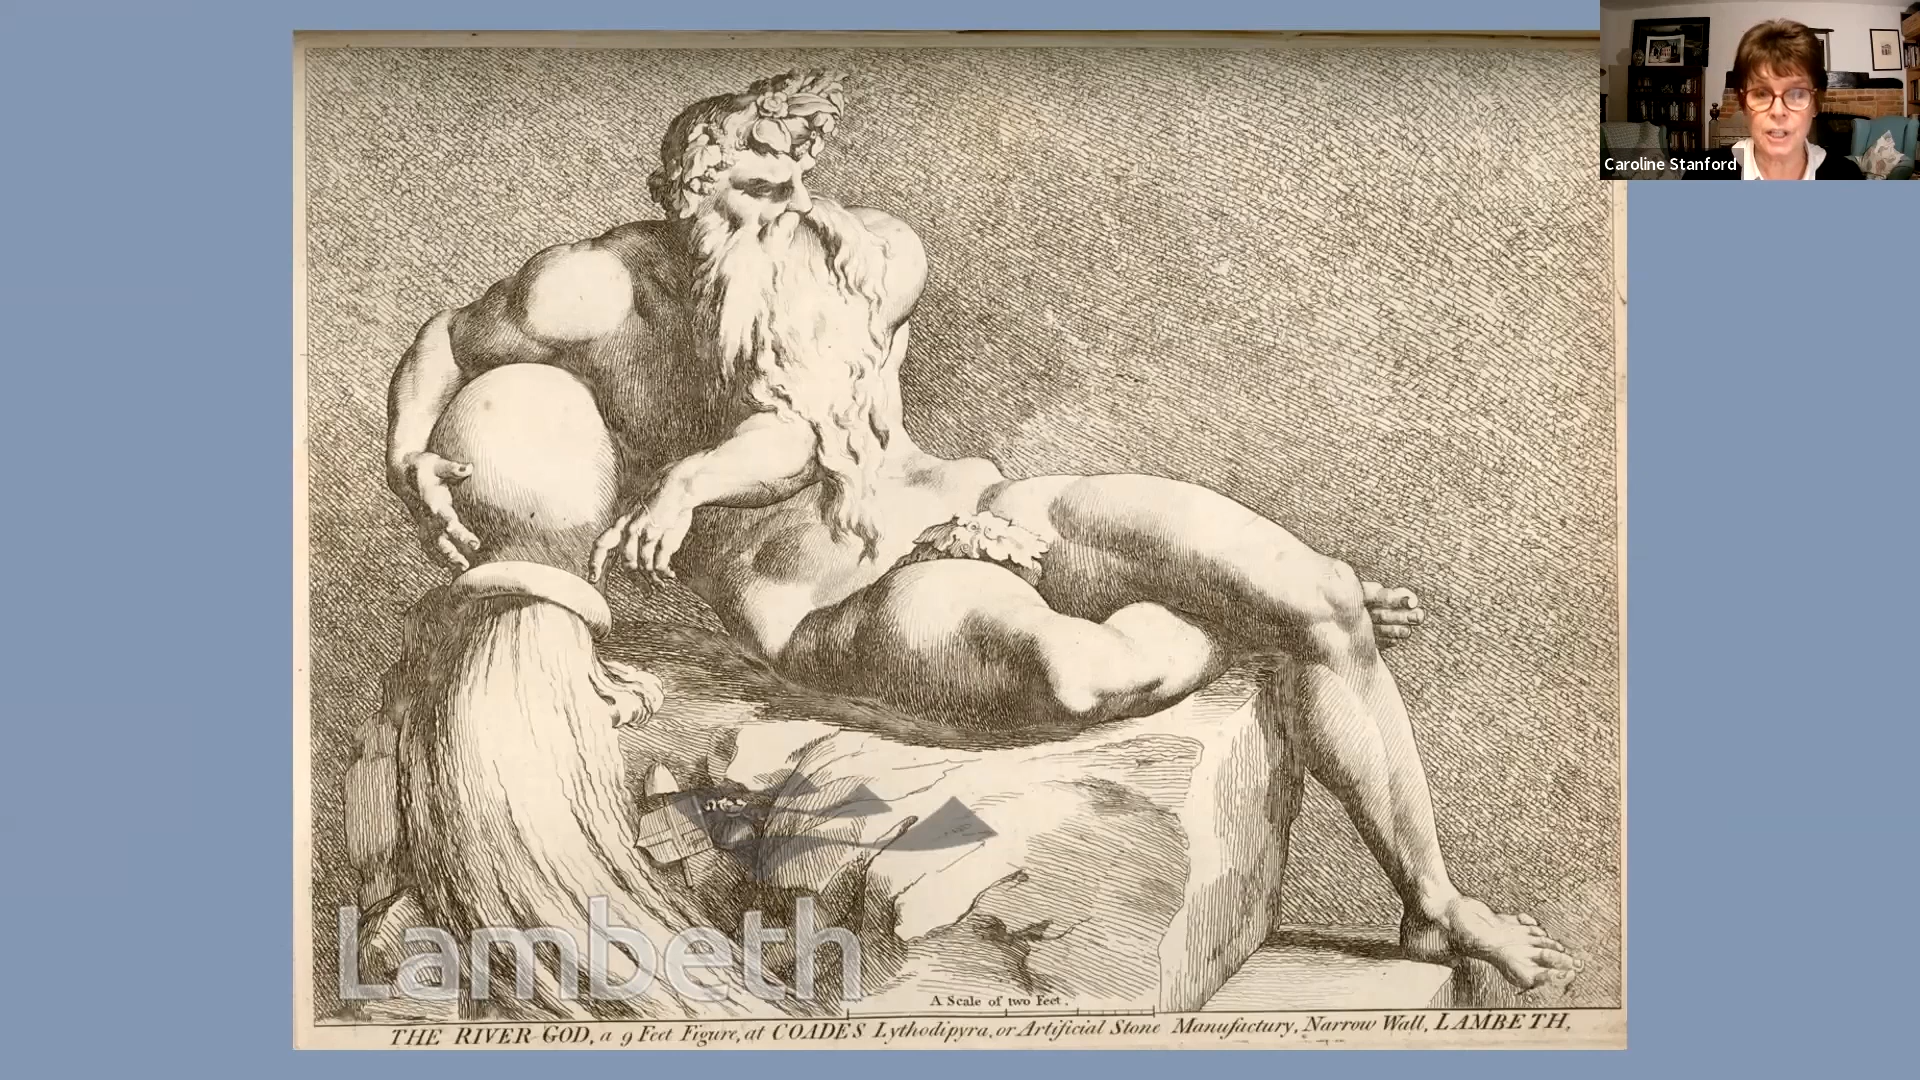 Caroline Stanford
Lambeth
A Scale of two Feet.
THE RIVER GOD, a 9 Feet Figure, at COADES Lythodipyra, or Artificial Stone Manufactury, Narrow Wall, LAMBETH,